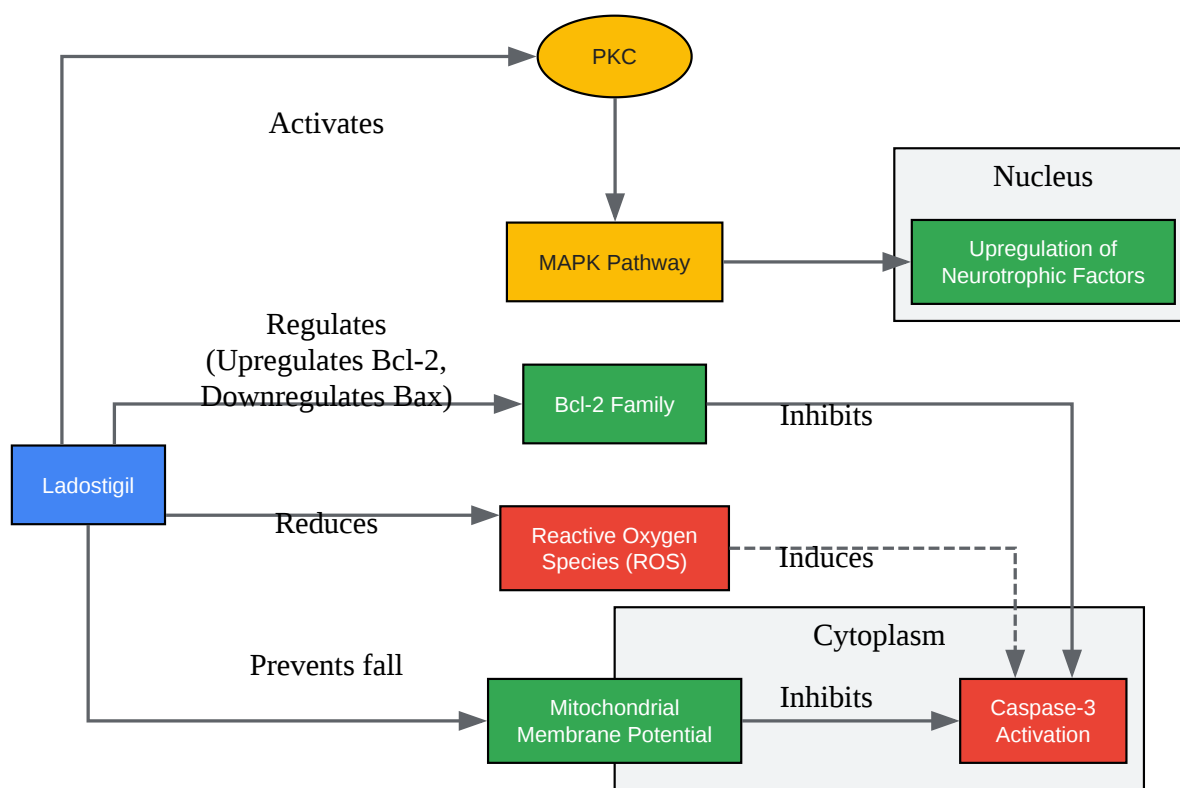 PKC
Activates
Nucleus
MAPK Pathway
Upregulation of
Neurotrophic Factors
Regulates
(Upregulates Bcl-2,
Downregulates Bax)
Bcl-2 Family
Inhibits
Ladostigil
Reduces
Reactive Oxygen
Species (ROS)
Induces
Cytoplasm
Prevents fall
Mitochondrial
Membrane Potential
Inhibits
Caspase-3
Activation